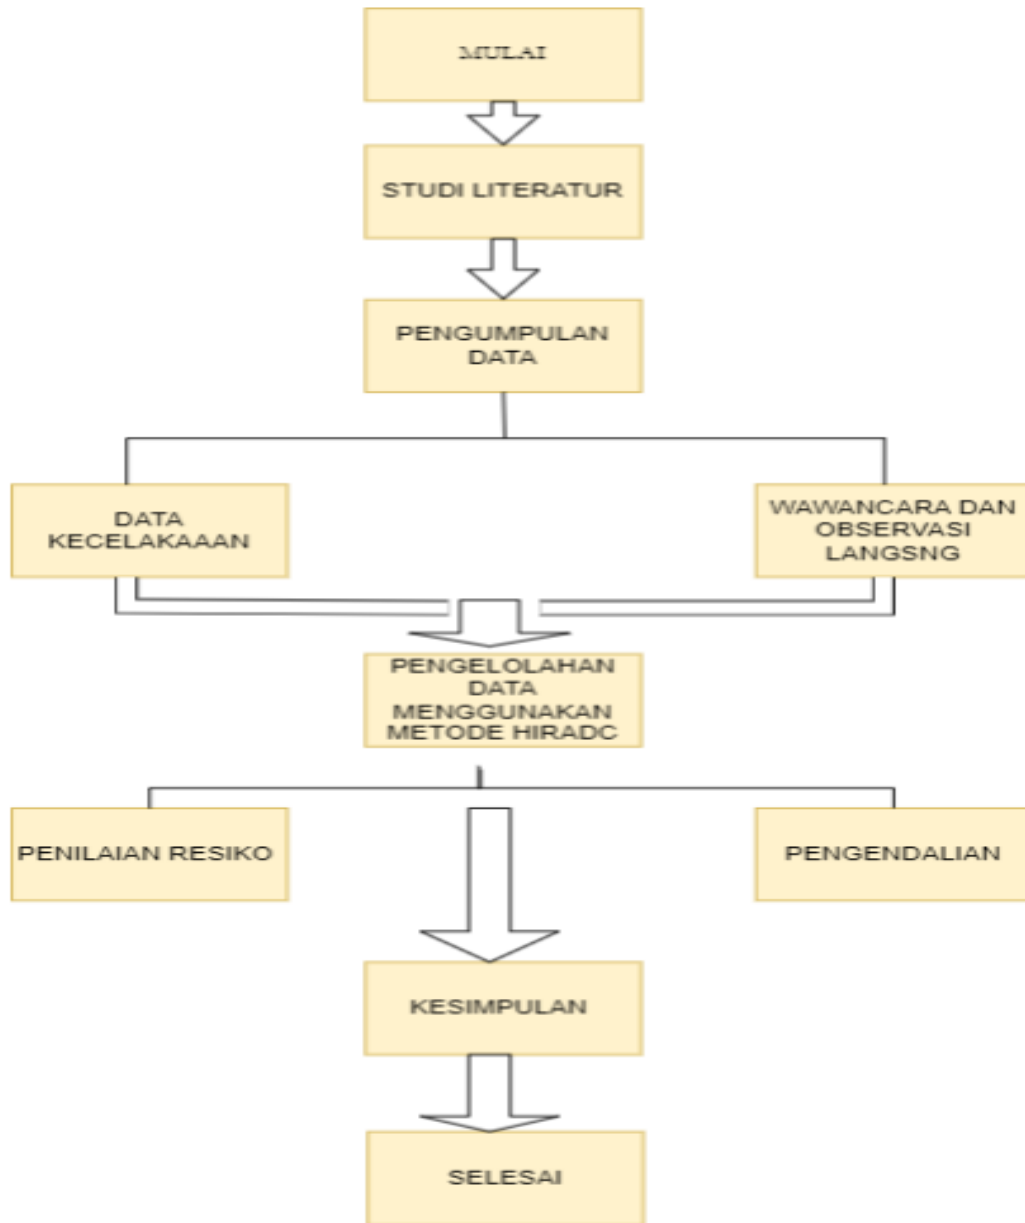 MULAI
STUDI LITERATUR
PENGUMPULAN
DATA
DATA
KECELAKAAAN
WAWANCARA DAN
OBSERVASI
LANGSNG
PENGELOLAHAN
DATA
MENGGUNAKAN
METODE HIRADC
PENILAIAN RESIKO
PENGENDALIAN
KESIMPULAN
SELESAI